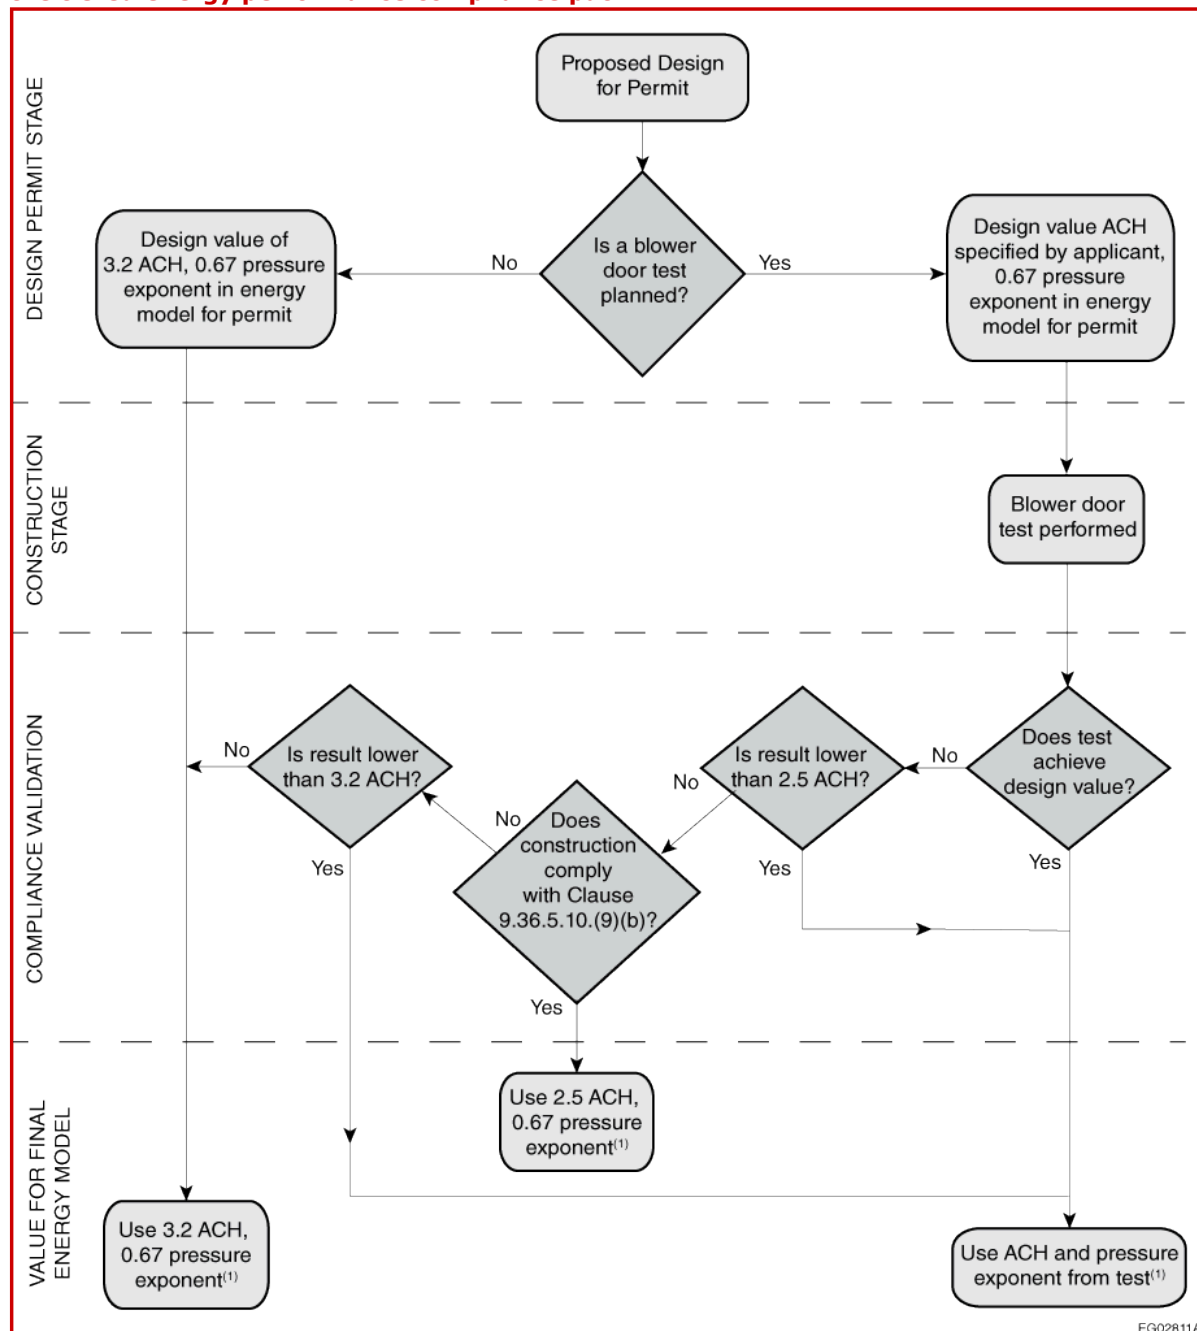 DESIGN PERMIT STAGE
Proposed Design
for Permit
Is a blower
door test
planned?
No
Yes
Design value of
3.2 ACH, 0.67 pressure
exponent in energy
model for permit
Design value ACH
specified by applicant,
0.67 pressure
exponent in energy
model for permit
CONSTRUCTION
STAGE
Blower door
test performed
COMPLIANCE VALIDATION
Does test
achieve
design value?
No
Yes
Is result lower
than 2.5 ACH?
No
Yes
Does
construction
comply
with Clause
9.36.5.10.(9)(b)?
No
Yes
Is result lower
than 3.2 ACH?
No
Yes
VALUE FOR FINAL
ENERGY MODEL
Use 3.2 ACH,
0.67 pressure
exponent(1)
Use 2.5 ACH,
0.67 pressure
exponent(1)
Use ACH and pressure
exponent from test(1)
EG02811A